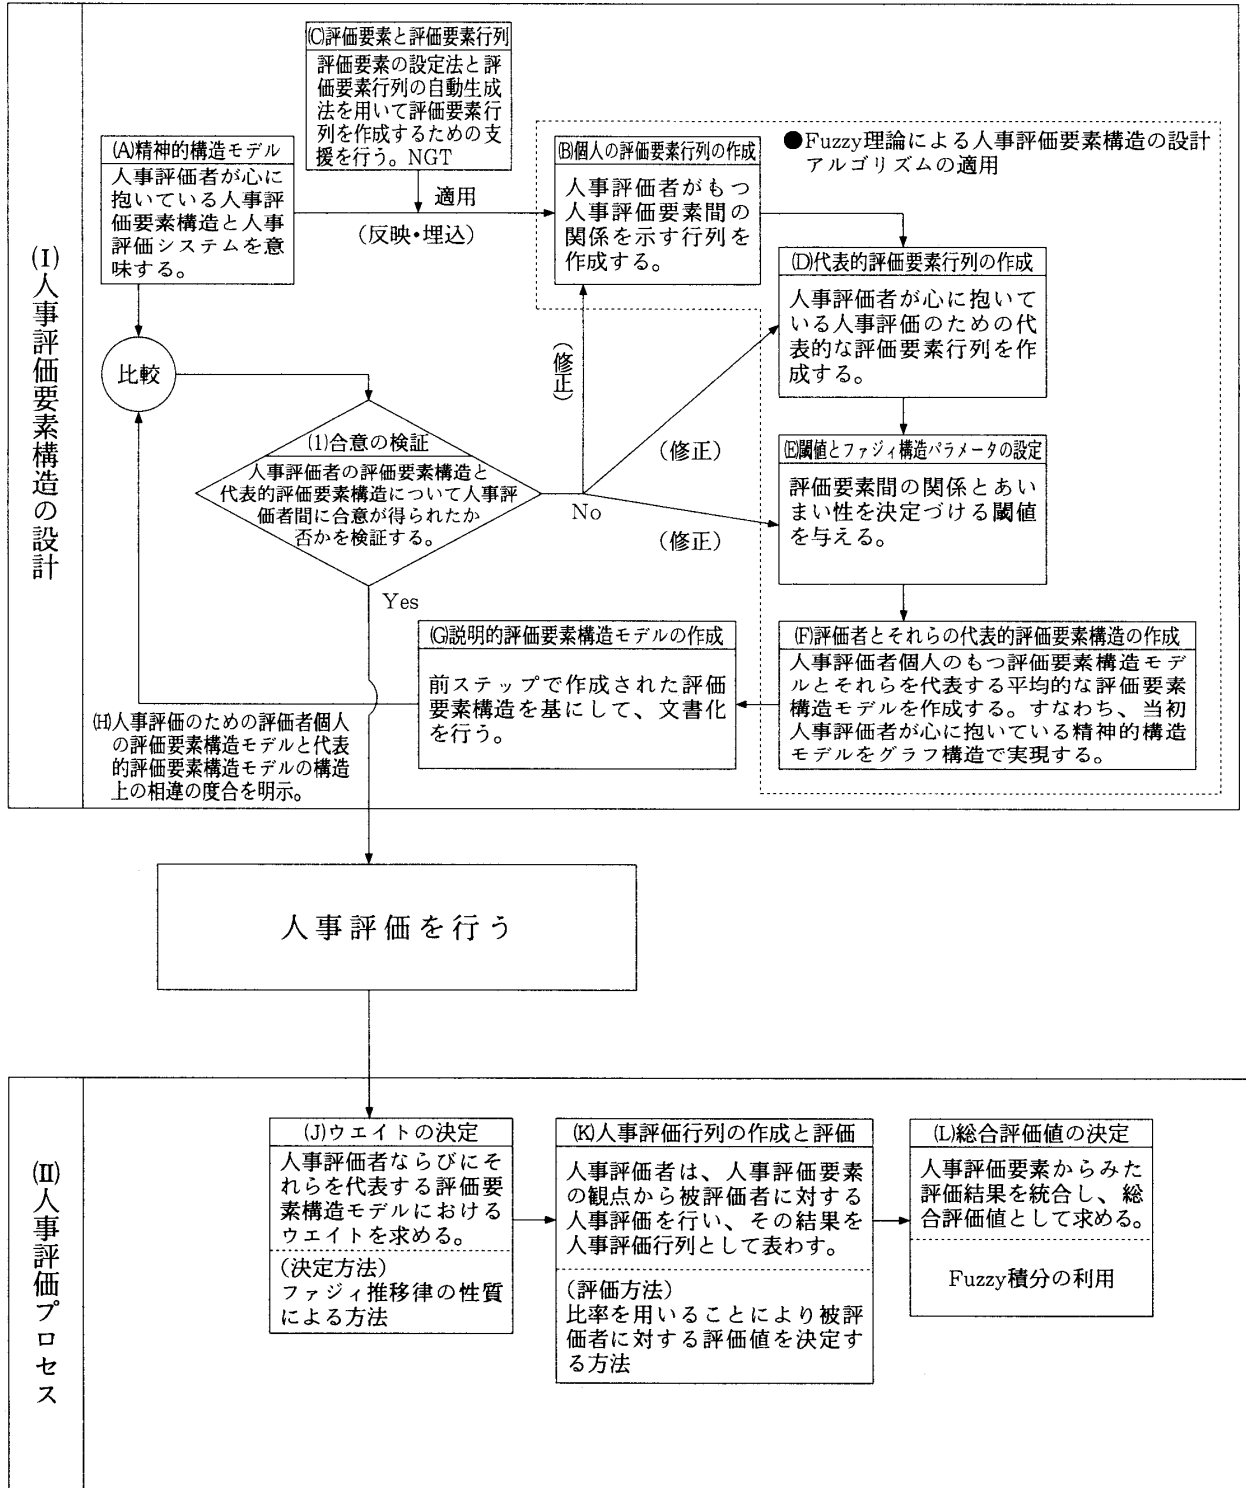 (Ⅰ)人事評価要素構造の設計
(C)評価要素と評価要素行列
評価要素の設定法と評
価要素行列の自動生成
法を用いて評価要素行
列を作成するための支
援を行う。NGT
(A)精神的構造モデル
人事評価者が心に
抱いている人事評
価要素構造と人事
評価システムを意
味する。
適用
(反映・埋込)
(B)個人の評価要素行列の作成
人事評価者がもつ
人事評価要素間の
関係を示す行列を
作成する。
●Fuzzy理論による人事評価要素構造の設計
アルゴリズムの適用
(D)代表的評価要素行列の作成
人事評価者が心に抱いて
いる人事評価のための代
表的な評価要素行列を作
成する。
比較
(修正)
(1)合意の検証
人事評価者の評価要素構造と
代表的評価要素構造について人事評
価者間に合意が得られたか
否かを検証する。
(修正)
No
(修正)
Yes
(E)閾値とファジィ構造パラメータの設定
評価要素間の関係とあい
まい性を決定づける閾値
を与える。
(F)評価者とそれらの代表的評価要素構造の作成
人事評価者個人のもつ評価要素構造モデ
ルとそれらを代表する平均的な評価要素
構造モデルを作成する。すなわち、当初
人事評価者が心に抱いている精神的構造
モデルをグラフ構造で実現する。
(G)説明的評価要素構造モデルの作成
前ステップで作成された評価
要素構造を基にして、文書化
を行う。
(H)人事評価のための評価者個人
の評価要素構造モデルと代表
的評価要素構造モデルの構造
上の相違の度合を明示。
人事評価を行う
(Ⅱ)人事評価プロセス
(J)ウエイトの決定
人事評価者ならびにそ
れらを代表する評価要
素構造モデルにおける
ウエイトを求める。
(決定方法)
ファジィ推移律の性質
による方法
(K)人事評価行列の作成と評価
人事評価者は、人事評価要素
の観点から被評価者に対する
人事評価を行い、その結果を
人事評価行列として表わす。
(評価方法)
比率を用いることにより被評
価者に対する評価値を決定す
る方法
(L)総合評価値の決定
人事評価要素からみた
評価結果を統合し、総
合評価値として求める。
Fuzzy積分の利用